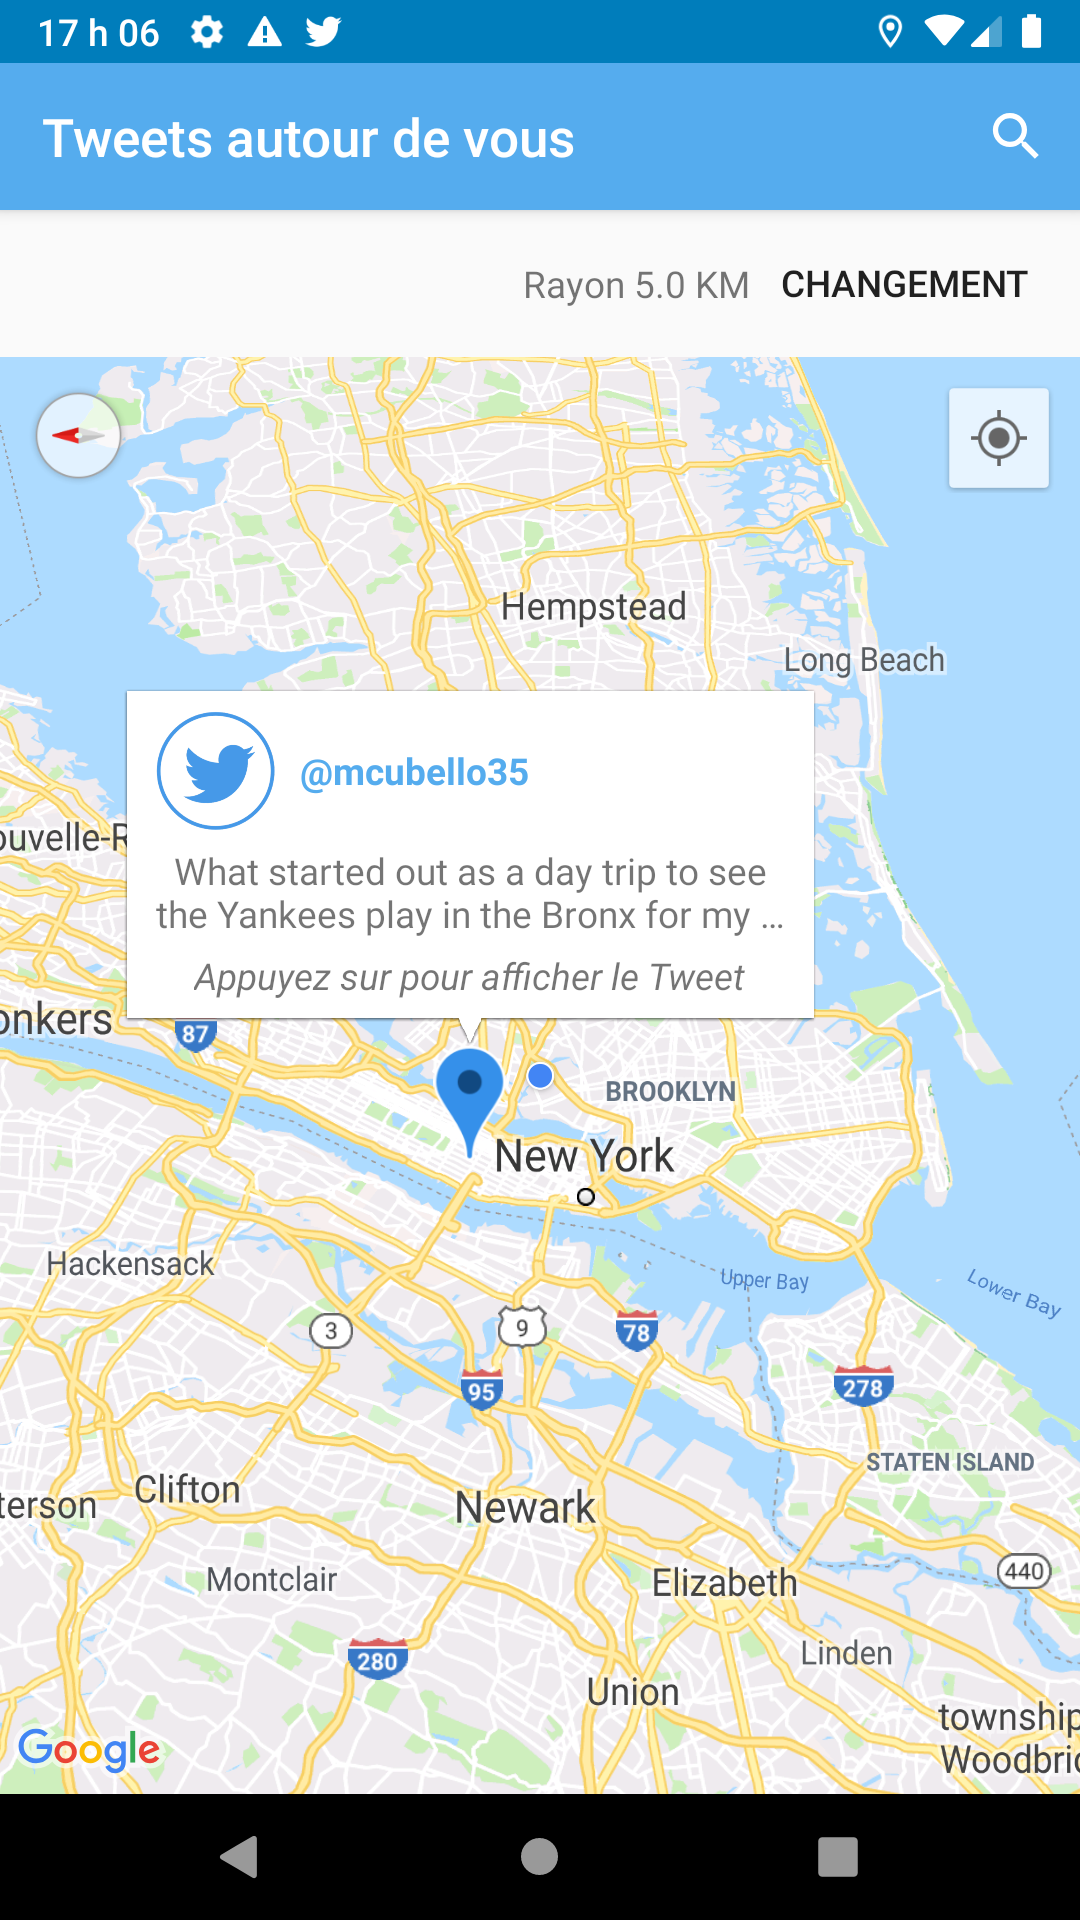 17 h 06
Tweets autour de vous
Rayon 5.0 KM CHANGEMENT
Hempstead
Long Beach
@mcubello35
ouvelle-R
What started out as a day trip to see
the Yankees play in the Bronx for my ...
Appuyez sur pour afficher le Tweet
onkers
87
BROOKLYN
New York
Hackensack
Upper Bay
Lower Bay
3
9
78
95
278
STATEN ISLAND
Clifton
terson
Newark
Montclair
Elizabeth
440
280
Linden
Union
township
Woodbri
Google